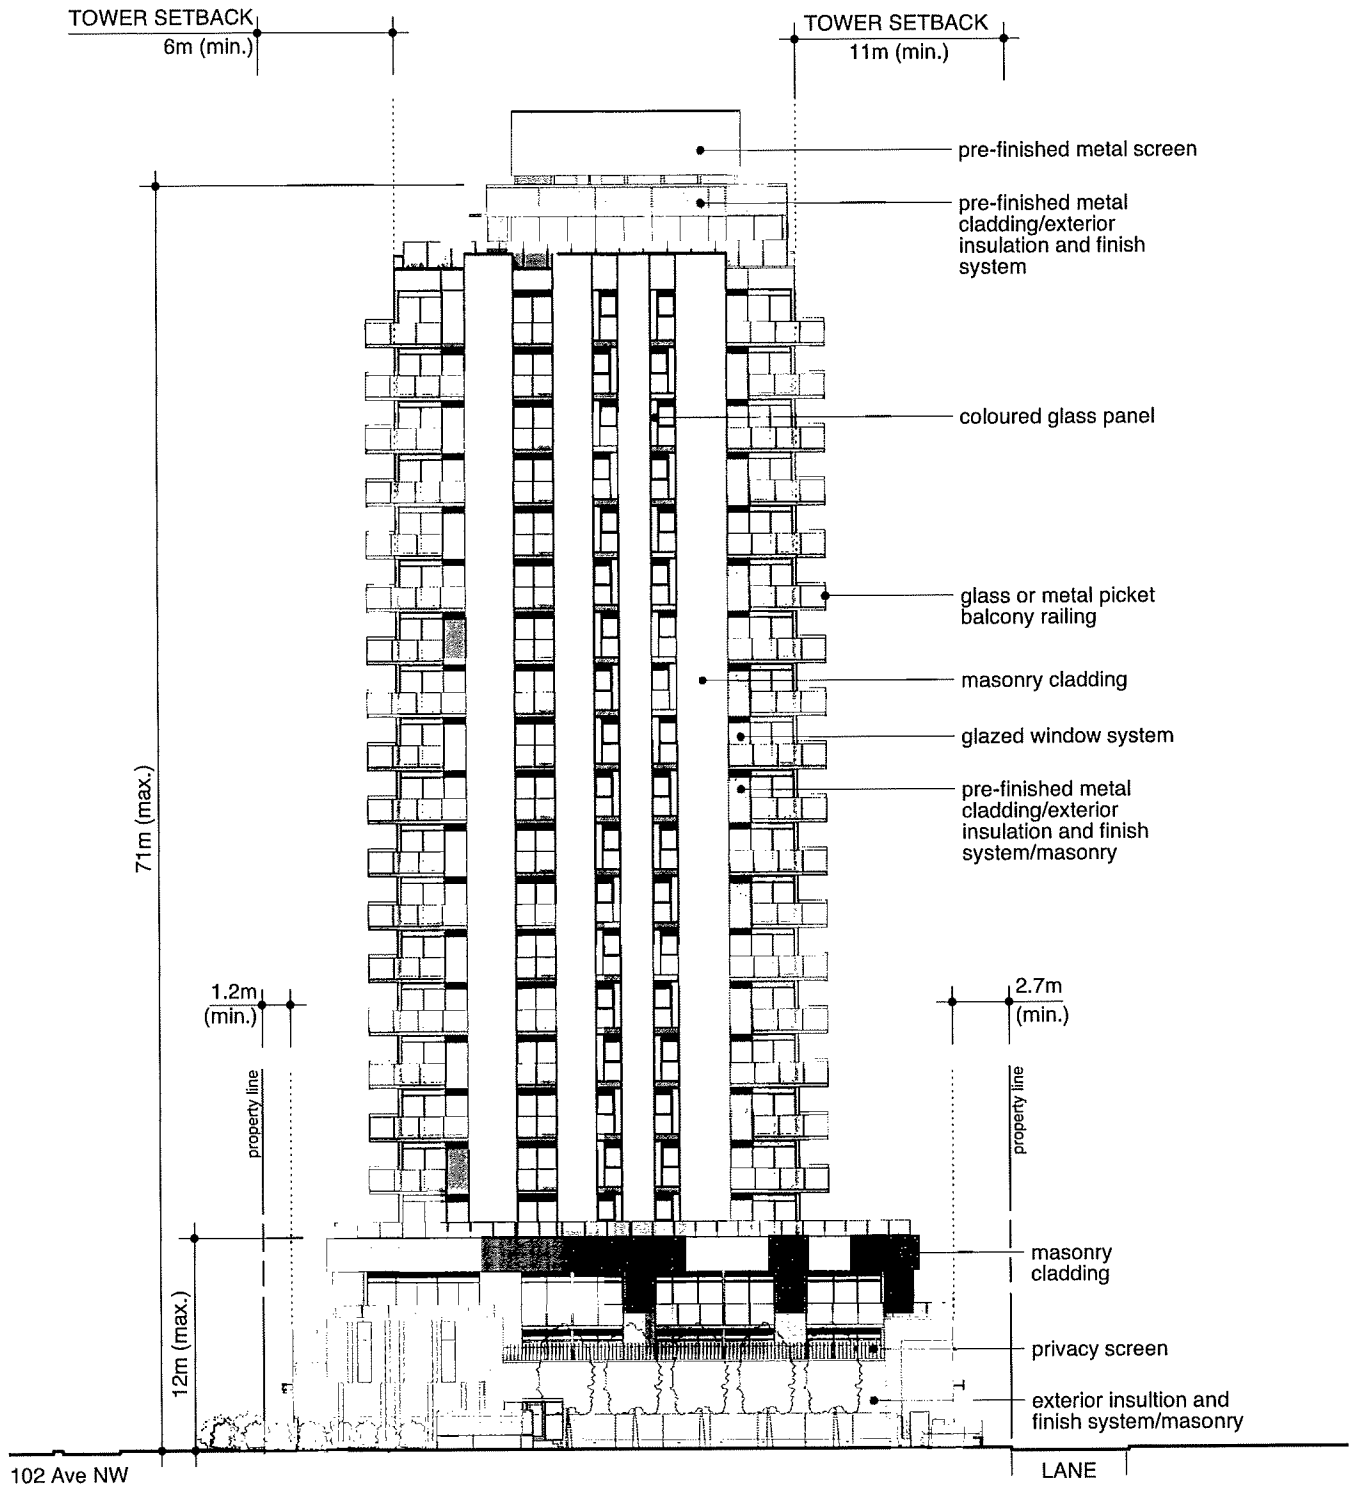 TOWER SETBACK
6m (min.)
TOWER SETBACK
11m (min.)
pre-finished metal screen
pre-finished metal
cladding/exterior
insulation and finish
system
coloured glass panel
glass or metal picket
balcony railing
masonry cladding
glazed window system
pre-finished metal
cladding/exterior
insulation and finish
system/masonry
71m (max.)
1.2m
(min.)
2.7m
(min.)
property line
property line
masonry
cladding
12m (max.)
privacy screen
exterior insultion and
finish system/masonry
102 Ave NW
LANE